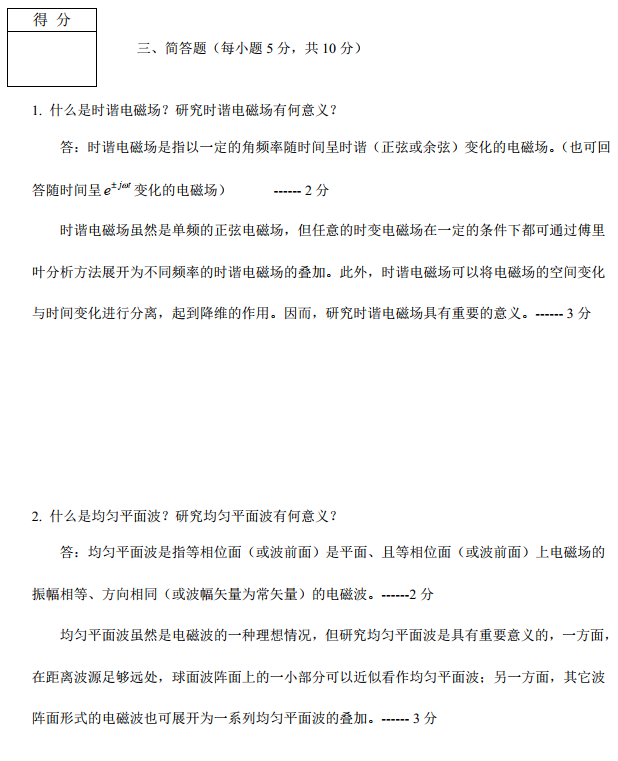 得 分
三、简答题（每小题 5 分，共 10 分）
1. 什么是时谐电磁场？研究时谐电磁场有何意义？
答：时谐电磁场是指以一定的角频率随时间呈时谐（正弦或余弦）变化的电磁场。（也可回
答随时间呈 e^{±jωt} 变化的电磁场） ------ 2 分
时谐电磁场虽然是单频的正弦电磁场，但任意的时变电磁场在一定的条件下都可通过傅里
叶分析方法展开为不同频率的时谐电磁场的叠加。此外，时谐电磁场可以将电磁场的空间变化
与时间变化进行分离，起到降维的作用。因而，研究时谐电磁场具有重要的意义。------ 3 分
2. 什么是均匀平面波？研究均匀平面波有何意义？
答：均匀平面波是指等相位面（或波前面）是平面、且等相位面（或波前面）上电磁场的
振幅相等、方向相同（或波幅矢量为常矢量）的电磁波。------2 分
均匀平面波虽然是电磁波的一种理想情况，但研究均匀平面波是具有重要意义的，一方面，
在距离波源足够远处，球面波阵面上的一小部分可以近似看作均匀平面波；另一方面，其它波
阵面形式的电磁波也可展开为一系列均匀平面波的叠加。------ 3 分